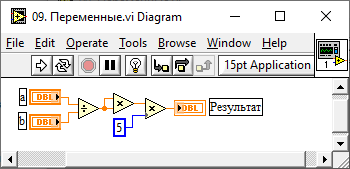 09. Переменные.vi Diagram
File Edit Operate Tools Browse Window Help
15pt Application
1
a DBL
÷ × × DBL Результат
b DBL
5